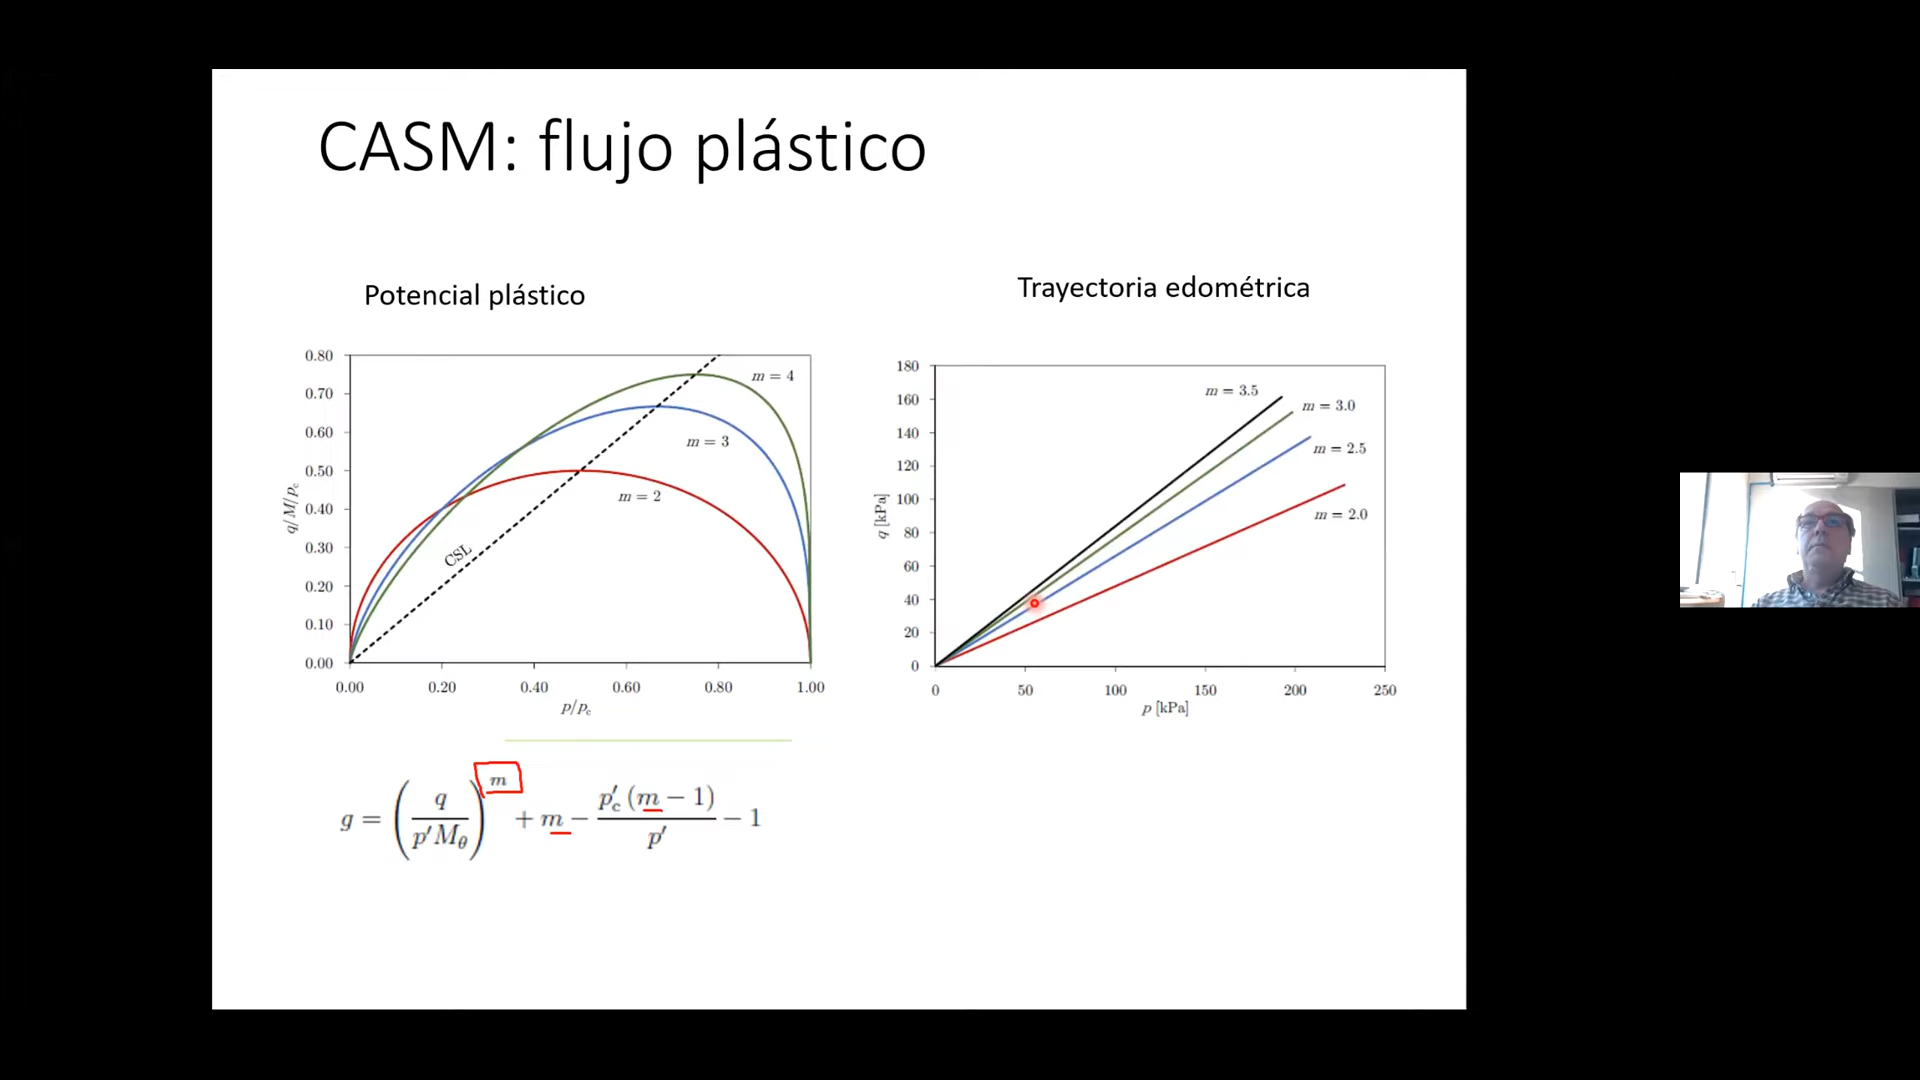 CASM: flujo plástico
Potencial plástico
0.80
0.70
0.60
0.50
0.40
0.30
0.20
0.10
0.00
q/M/p_c
m = 4
m = 3
m = 2
CSL
0.00 0.20 0.40 0.60 0.80 1.00
p/p_c
g = (q / p′M_θ)^m + m − p′_c (m − 1) / p′ − 1
Trayectoria edométrica
180
160
140
120
100
80
60
40
20
0
q [kPa]
m = 3.5
m = 3.0
m = 2.5
m = 2.0
0 50 100 150 200 250
p [kPa]